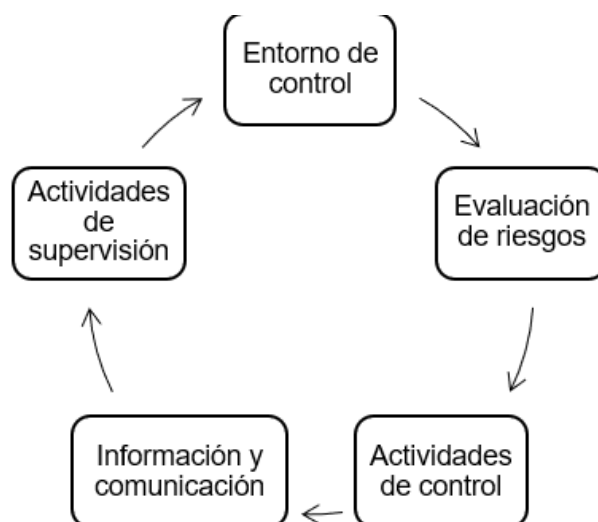 Entorno de
control
Evaluación
de riesgos
Actividades
de control
Información y
comunicación
Actividades
de
supervisión